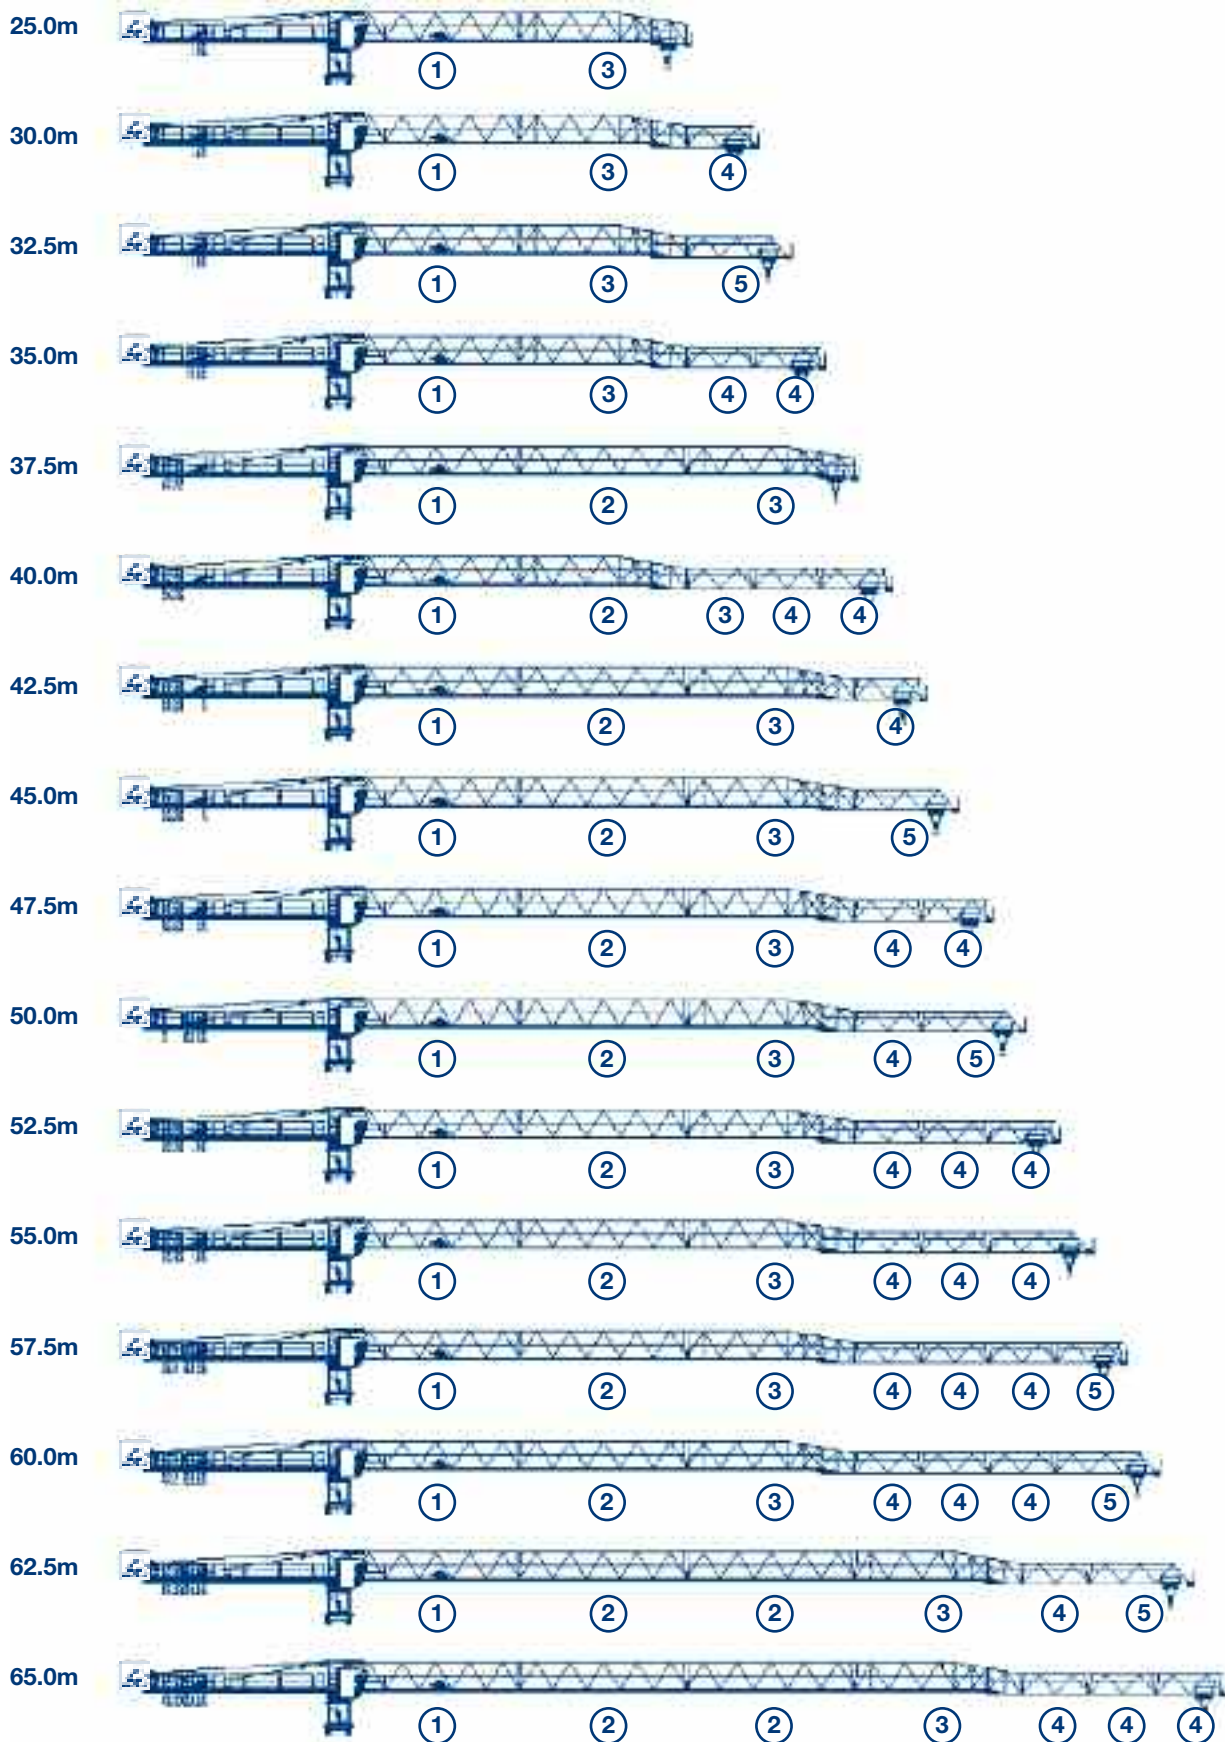 25.0m
1 3
30.0m
1 3 4
32.5m
1 3 5
35.0m
1 3 4 4
37.5m
1 2 3
40.0m
1 2 3 4 4
42.5m
1 2 3 4
45.0m
1 2 3 5
47.5m
1 2 3 4 4
50.0m
1 2 3 4 5
52.5m
1 2 3 4 4 4
55.0m
1 2 3 4 4 4
57.5m
1 2 3 4 4 4 5
60.0m
1 2 3 4 4 4 5
62.5m
1 2 2 3 4 5
65.0m
1 2 2 3 4 4 4